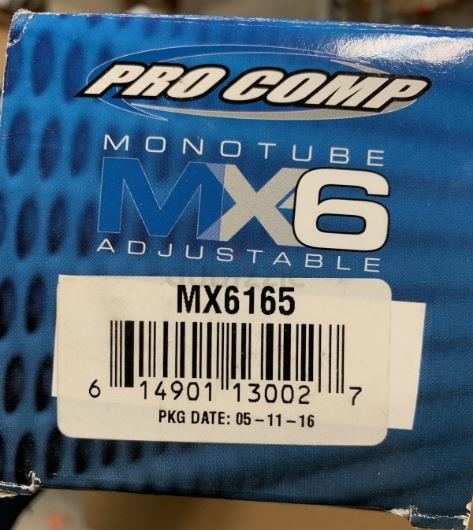 PRO COMP
MONOTUBE
MX6
ADJUSTABLE
MX6165
6 14901 13002 7
PKG DATE: 05-11-16